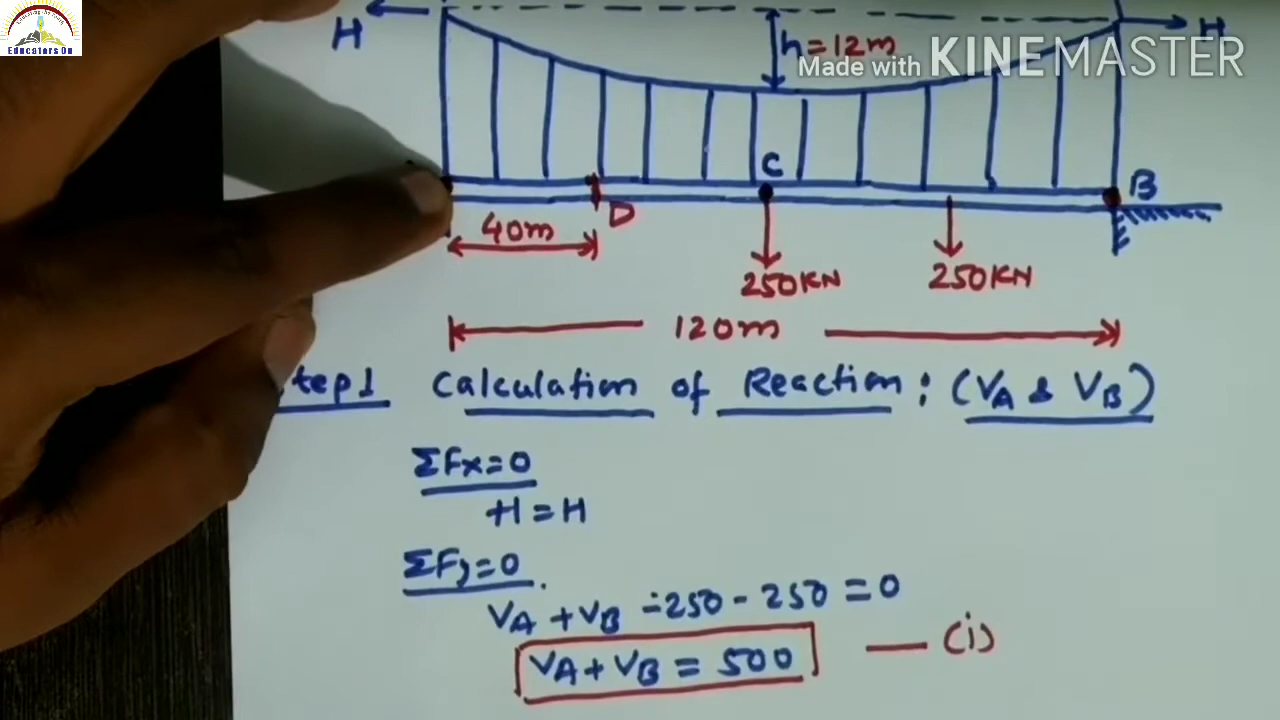 Educators On
H
H
h=12m
Made with KINEMASTER
C
B
D
40m
250KN
250KN
120m
Step1 Calculation of Reaction: (VA & VB)
ΣFx=0
H=H
ΣFy=0
VA+VB-250-250=0
VA+VB=500 —(i)